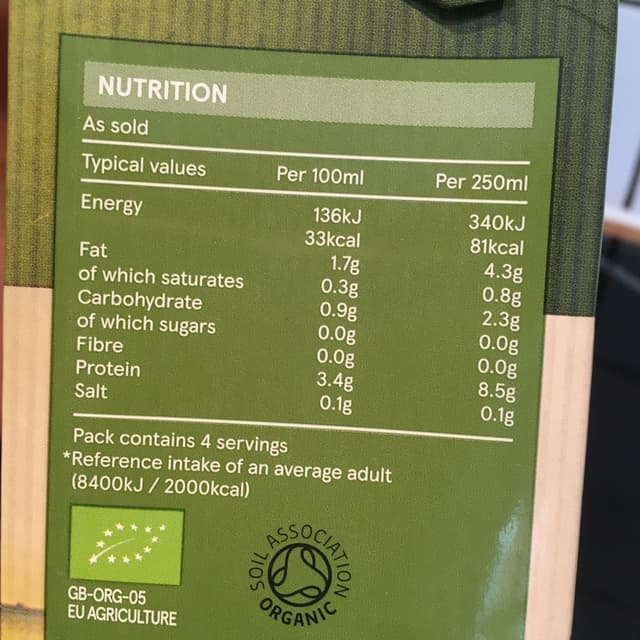 NUTRITION
As sold
Typical values Per 100ml Per 250ml
Energy 136kJ 340kJ
33kcal 81kcal
Fat 1.7g 4.3g
of which saturates 0.3g 0.8g
Carbohydrate 0.9g 2.3g
of which sugars 0.0g 0.0g
Fibre 0.0g 0.0g
Protein 3.4g 8.5g
Salt 0.1g 0.1g
Pack contains 4 servings
*Reference intake of an average adult
(8400kJ / 2000kcal)
GB-ORG-05
EU AGRICULTURE
SOIL ASSOCIATION
ORGANIC